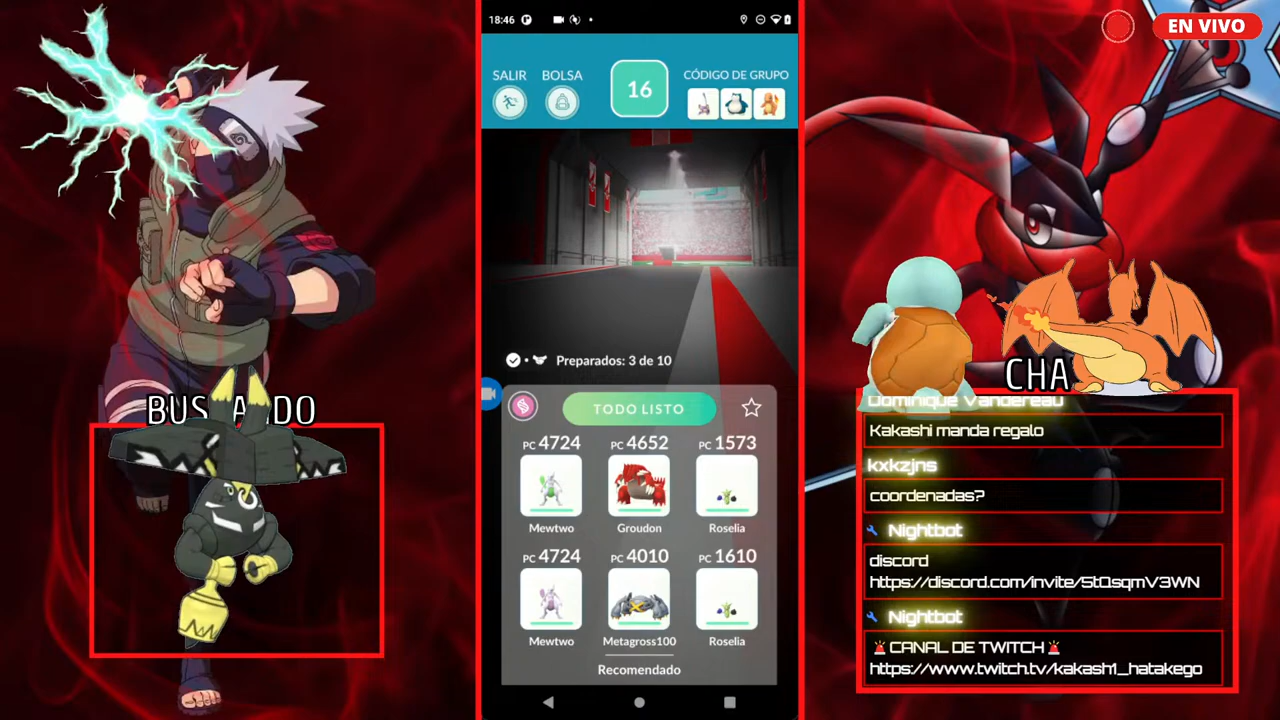 18:46
EN VIVO
SALIR
BOLSA
16
CÓDIGO DE GRUPO
Preparados: 3 de 10
TODO LISTO
PC 4724
PC 4652
PC 1573
Mewtwo
Groudon
Roselia
PC 4724
PC 4010
PC 1610
Mewtwo
Metagross100
Roselia
Recomendado
CHA
Dominique Vandereau
Kakashi manda regalo
kxkzjns
coordenadas?
Nightbot
discord
https://discord.com/invite/5tQsqmV3WN
Nightbot
🚨CANAL DE TWITCH🚨
https://www.twitch.tv/kakash1_hatakego